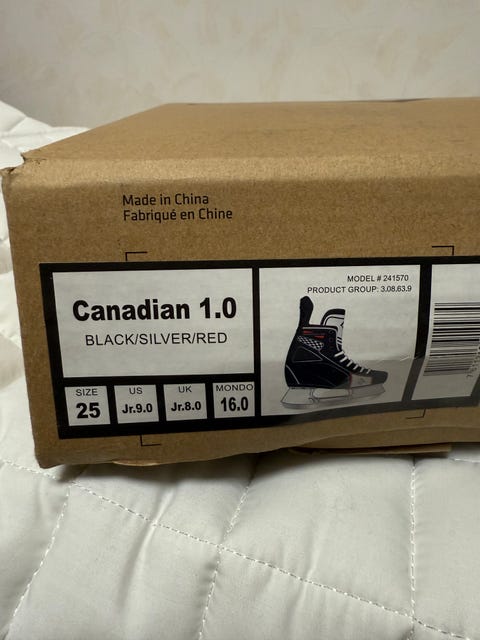 Made in China
Fabriqué en Chine
Canadian 1.0
BLACK/SILVER/RED
SIZE
25
US
Jr.9.0
UK
Jr.8.0
MONDO
16.0
MODEL # 241570
PRODUCT GROUP: 3.08.63.9